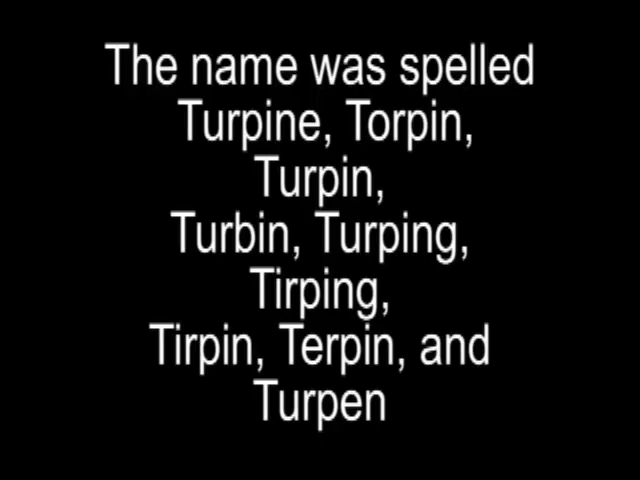 The name was spelled
Turpine, Torpin,
Turpin,
Turbin, Turping,
Tirping,
Tirpin, Terpin, and
Turpen